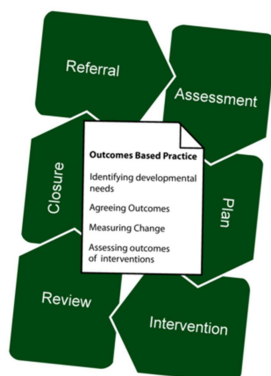 Referral
Assessment
Outcomes Based Practice
Identifying developmental
needs
Agreeing Outcomes
Measuring Change
Assessing outcomes
of interventions
Plan
Intervention
Review
Closure